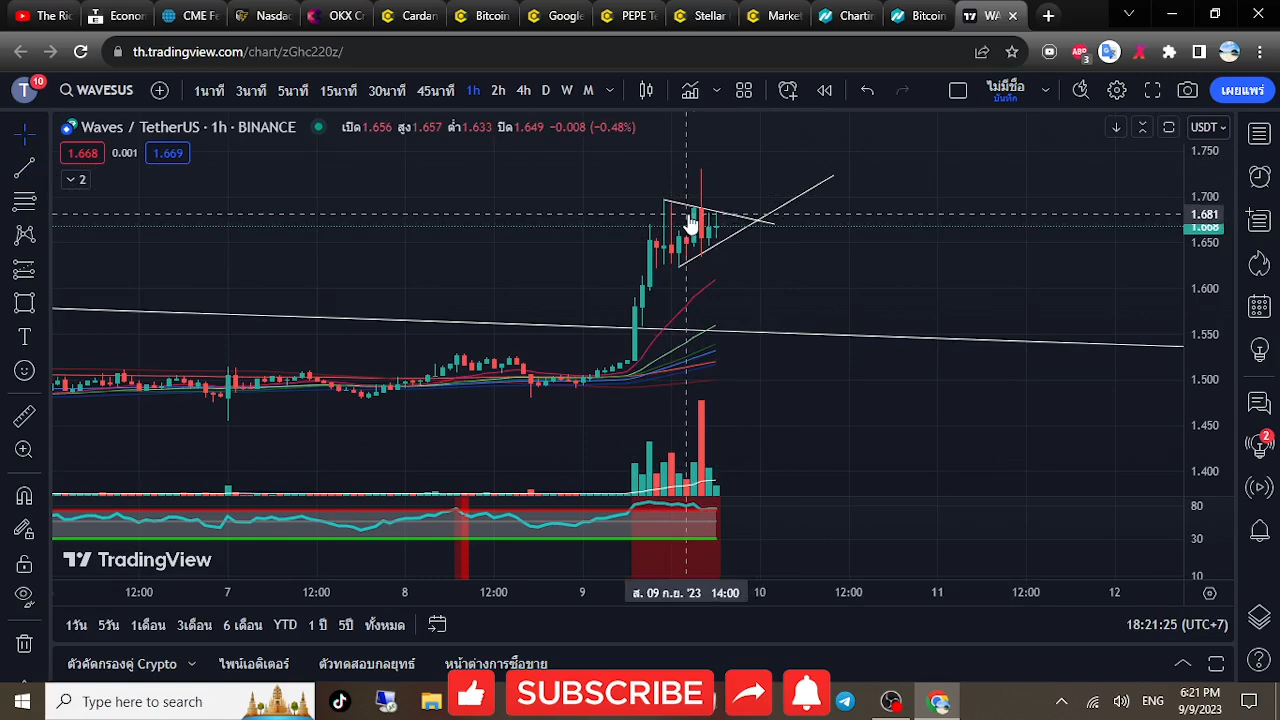 The Ri
Econom
CME Fe
Nasdac
OKX Co
Cardan
Bitcoin
Google
PEPE Te
Stellar
Market
Chartin
Bitcoin
WA
th.tradingview.com/chart/zGhc220z/
ABP
3
T
10
WAVESUS
1นาที
3นาที
5นาที
15นาที
30นาที
45นาที
1h
2h
4h
D
W
M
ไม่มีชื่อ
บันทึก
เผยแพร่
Waves / TetherUS · 1h · BINANCE
เปิด1.656 สูง1.657 ต่ำ1.633 ปิด1.649 -0.008 (-0.48%)
USDT
1.668
0.001
1.669
2
1.750
1.700
1.681
1.668
1.650
1.600
1.550
1.500
1.450
1.400
80
30
10
TradingView
12:00
7
12:00
8
12:00
9
ส. 09 ก.ย. '23 14:00
10
12:00
11
12:00
12
2
1วัน
5วัน
1เดือน
3เดือน
6 เดือน
YTD
1 ปี
5ปี
ทั้งหมด
18:21:25 (UTC+7)
ตัวคัดกรองคู่ Crypto
ไพน์เอดิเตอร์
ตัวทดสอบกลยุทธ์
หน้าต่างการซื้อขาย
SUBSCRIBE
Type here to search
ENG
6:21 PM
9/9/2023